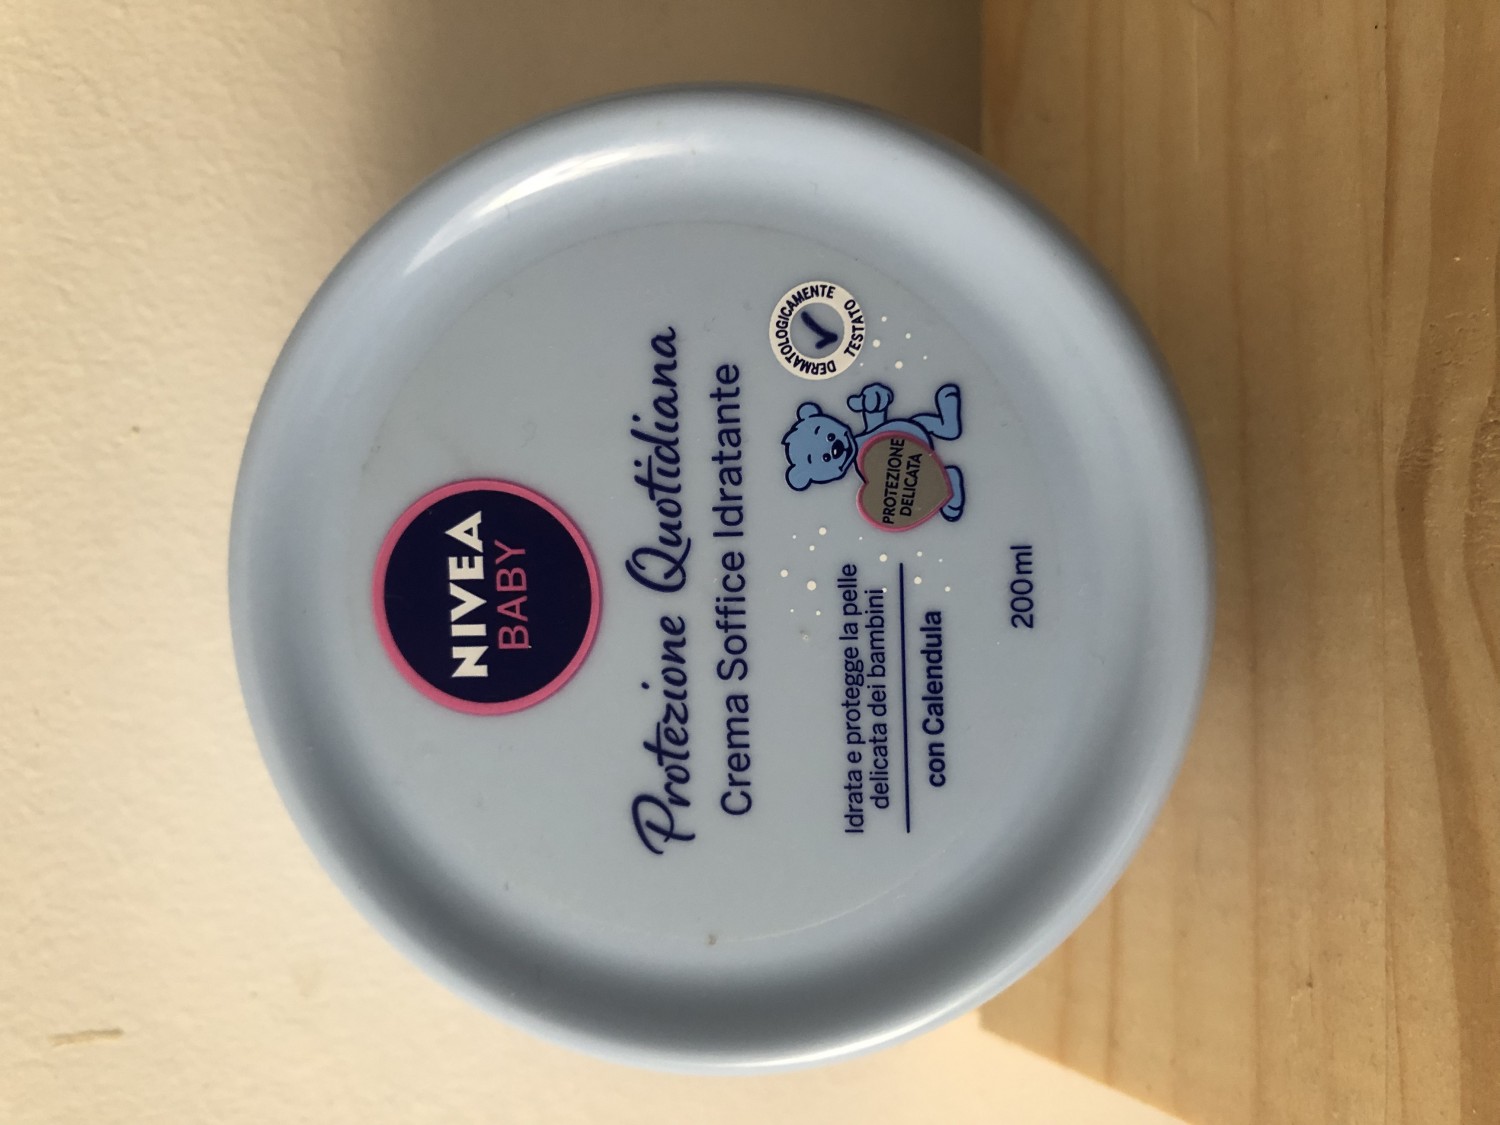 NIVEA
BABY
Protezione Quotidiana
Crema Soffice Idratante
DERMATOLOGICAMENTE TESTATO
Idrata e protegge la pelle
delicata dei bambini
con Calendula
PROTEZIONE
DELICATA
200ml